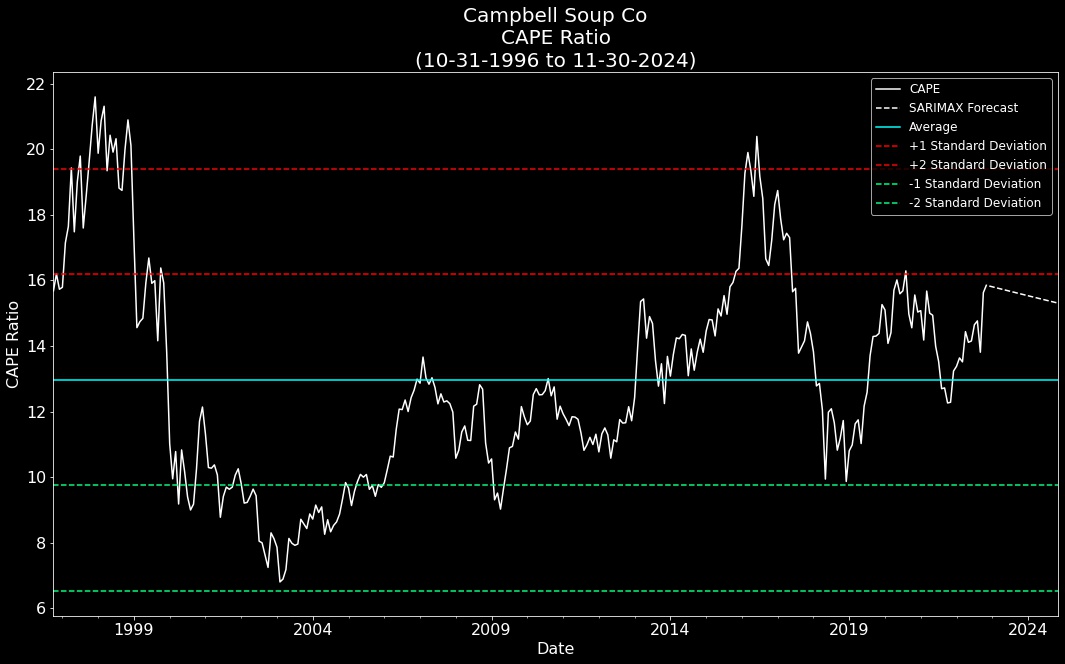 Campbell Soup Co
CAPE Ratio
(10-31-1996 to 11-30-2024)
CAPE
SARIMAX Forecast
Average
+1 Standard Deviation
+2 Standard Deviation
-1 Standard Deviation
-2 Standard Deviation
CAPE Ratio
22
20
18
16
14
12
10
8
6
1999
2004
2009
2014
2019
2024
Date